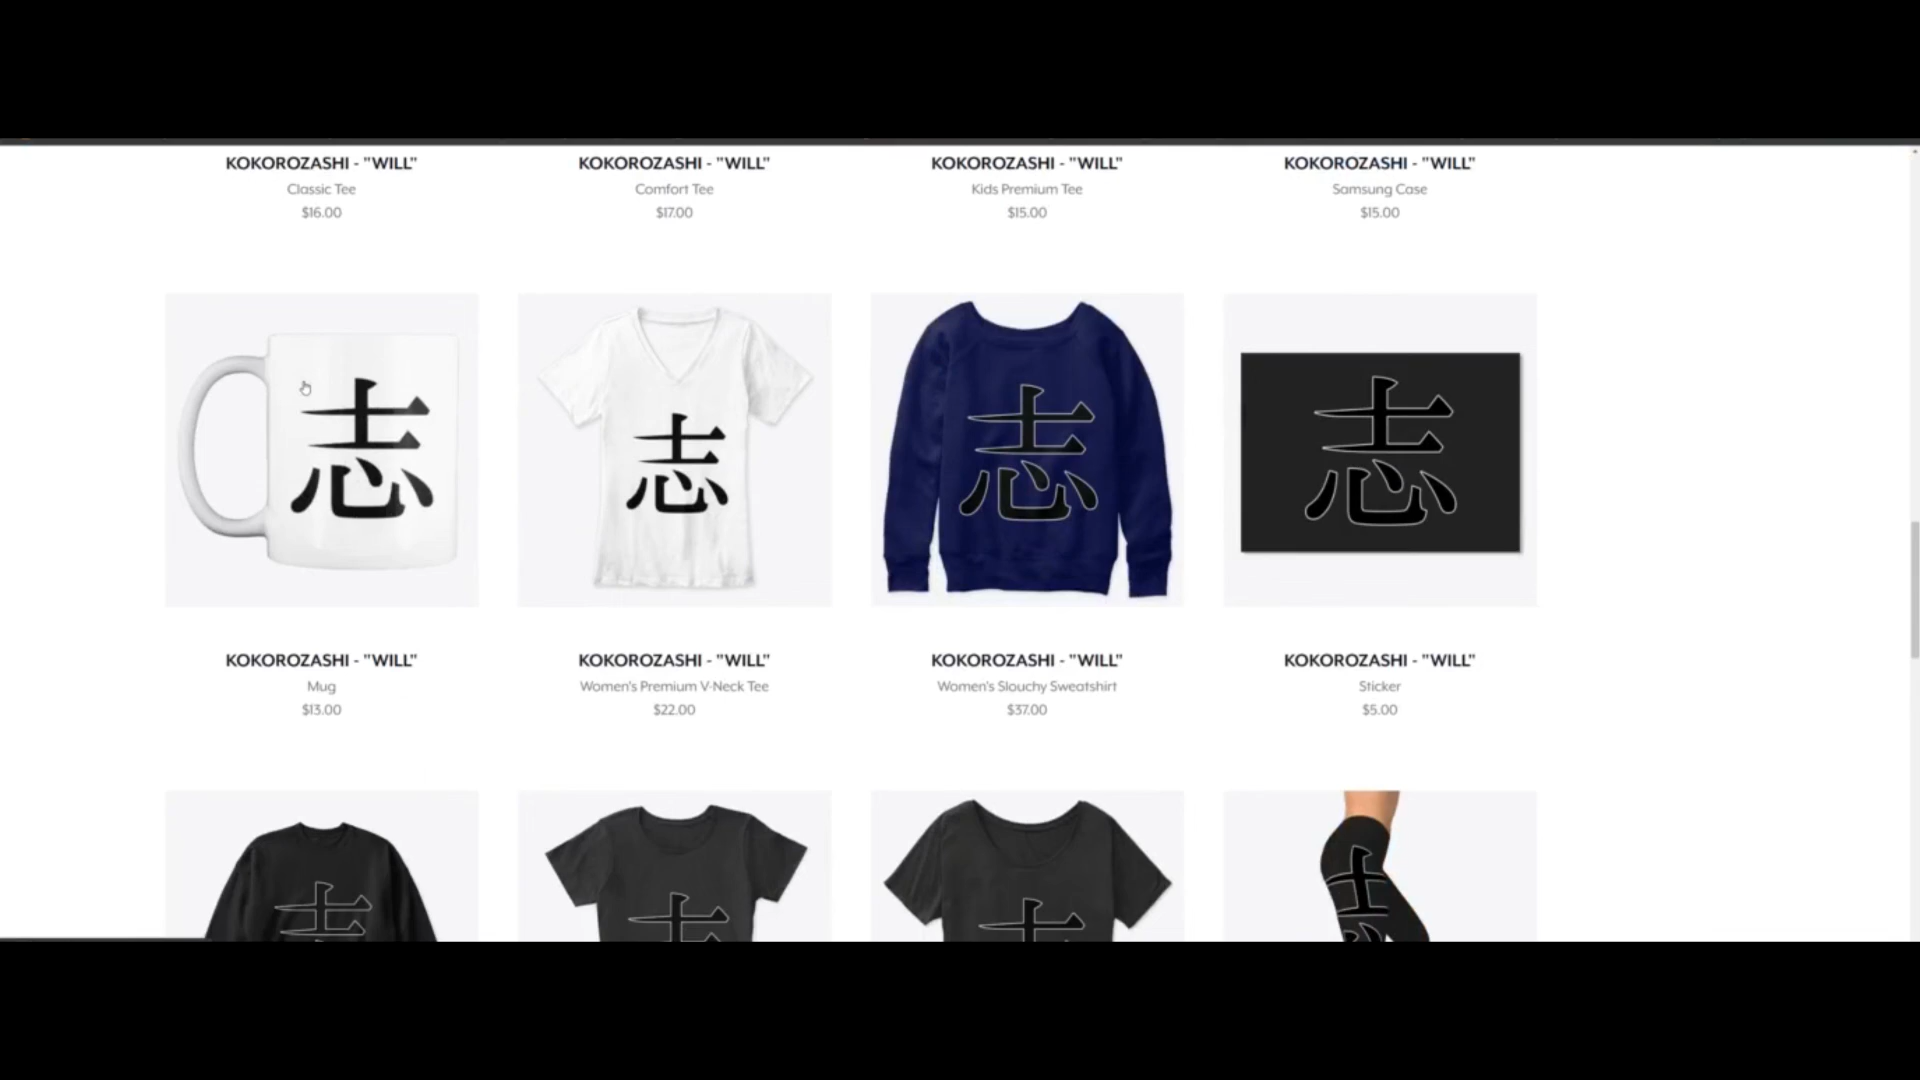 KOKOROZASHI - "WILL"
Classic Tee
$16.00
KOKOROZASHI - "WILL"
Comfort Tee
$17.00
KOKOROZASHI - "WILL"
Kids Premium Tee
$15.00
KOKOROZASHI - "WILL"
Samsung Case
$15.00
志
志
志
志
KOKOROZASHI - "WILL"
Mug
$13.00
KOKOROZASHI - "WILL"
Women's Premium V-Neck Tee
$22.00
KOKOROZASHI - "WILL"
Women's Slouchy Sweatshirt
$37.00
KOKOROZASHI - "WILL"
Sticker
$5.00